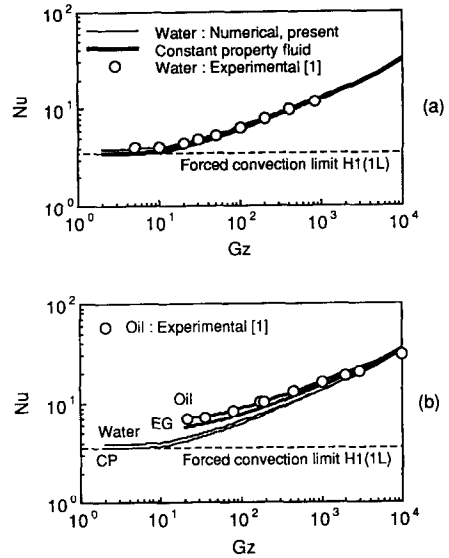 Water : Numerical, present
Constant property fluid
Water : Experimental [1]
10²
10¹
10⁰
Nu
Forced convection limit H1(1L)
10⁰ 10¹ 10² 10³ 10⁴
Gz
(a)
10²
10¹
10⁰
Nu
Oil : Experimental [1]
Oil
EG
Water
CP
Forced convection limit H1(1L)
10⁰ 10¹ 10² 10³ 10⁴
Gz
(b)